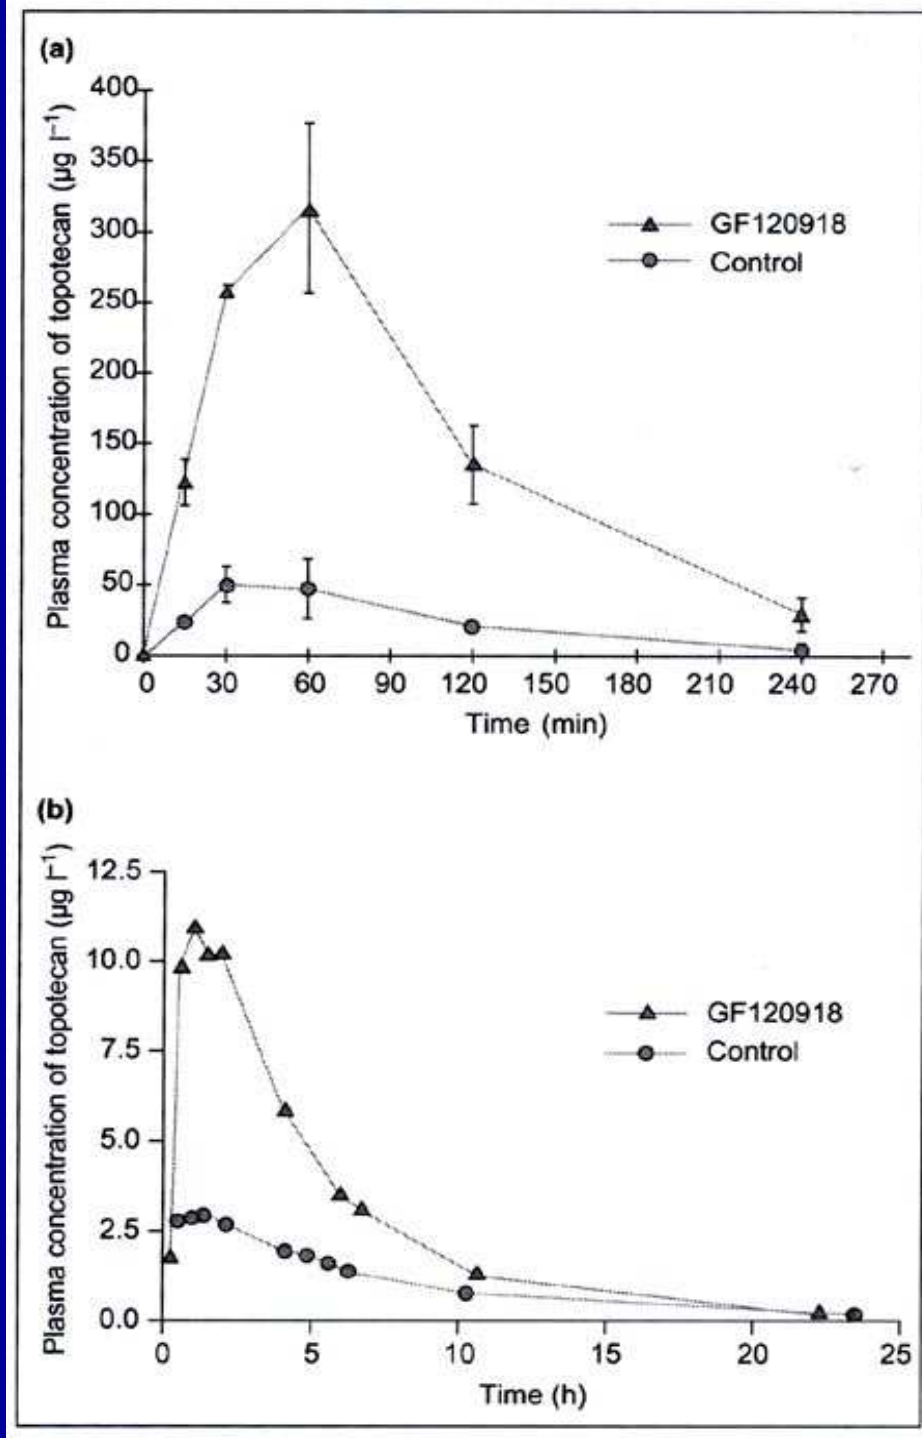 (a)
Plasma concentration of topotecan (µg l⁻¹)
400
350
300
250
200
150
100
50
0
GF120918
Control
0 30 60 90 120 150 180 210 240 270
Time (min)
(b)
Plasma concentration of topotecan (µg l⁻¹)
12.5
10.0
7.5
5.0
2.5
0.0
GF120918
Control
0 5 10 15 20 25
Time (h)